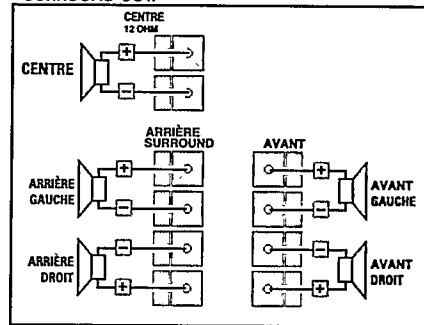 CENTRE
12 OHM
CENTRE
+
−
ARRIÈRE
SURROUND
AVANT
ARRIÈRE
GAUCHE
+
−
+
−
AVANT
GAUCHE
ARRIÈRE
DROIT
−
+
−
+
AVANT
DROIT